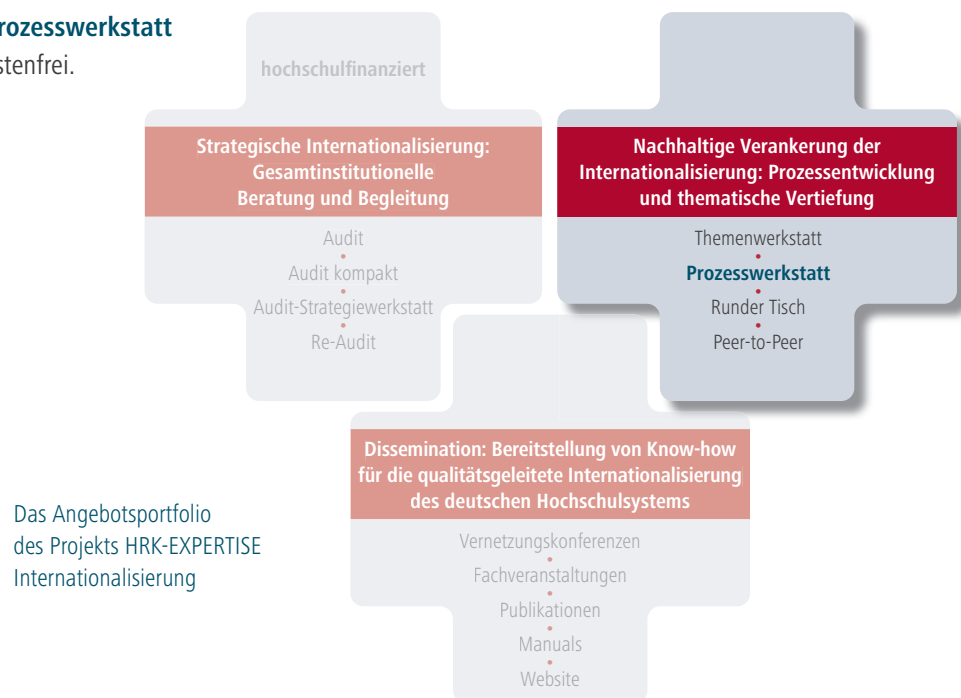 rozesswerkstatt
stenfrei.
hochschulfinanziert
Strategische Internationalisierung:
Gesamtinstitutionelle
Beratung und Begleitung
Audit
Audit kompakt
Audit-Strategiewerkstatt
Re-Audit
Nachhaltige Verankerung der
Internationalisierung: Prozessentwicklung
und thematische Vertiefung
Themenwerkstatt
Prozesswerkstatt
Runder Tisch
Peer-to-Peer
Dissemination: Bereitstellung von Know-how
für die qualitätsgeleitete Internationalisierung
des deutschen Hochschulsystems
Vernetzungskonferenzen
Fachveranstaltungen
Publikationen
Manuals
Website
Das Angebotsportfolio
des Projekts HRK-EXPERTISE
Internationalisierung